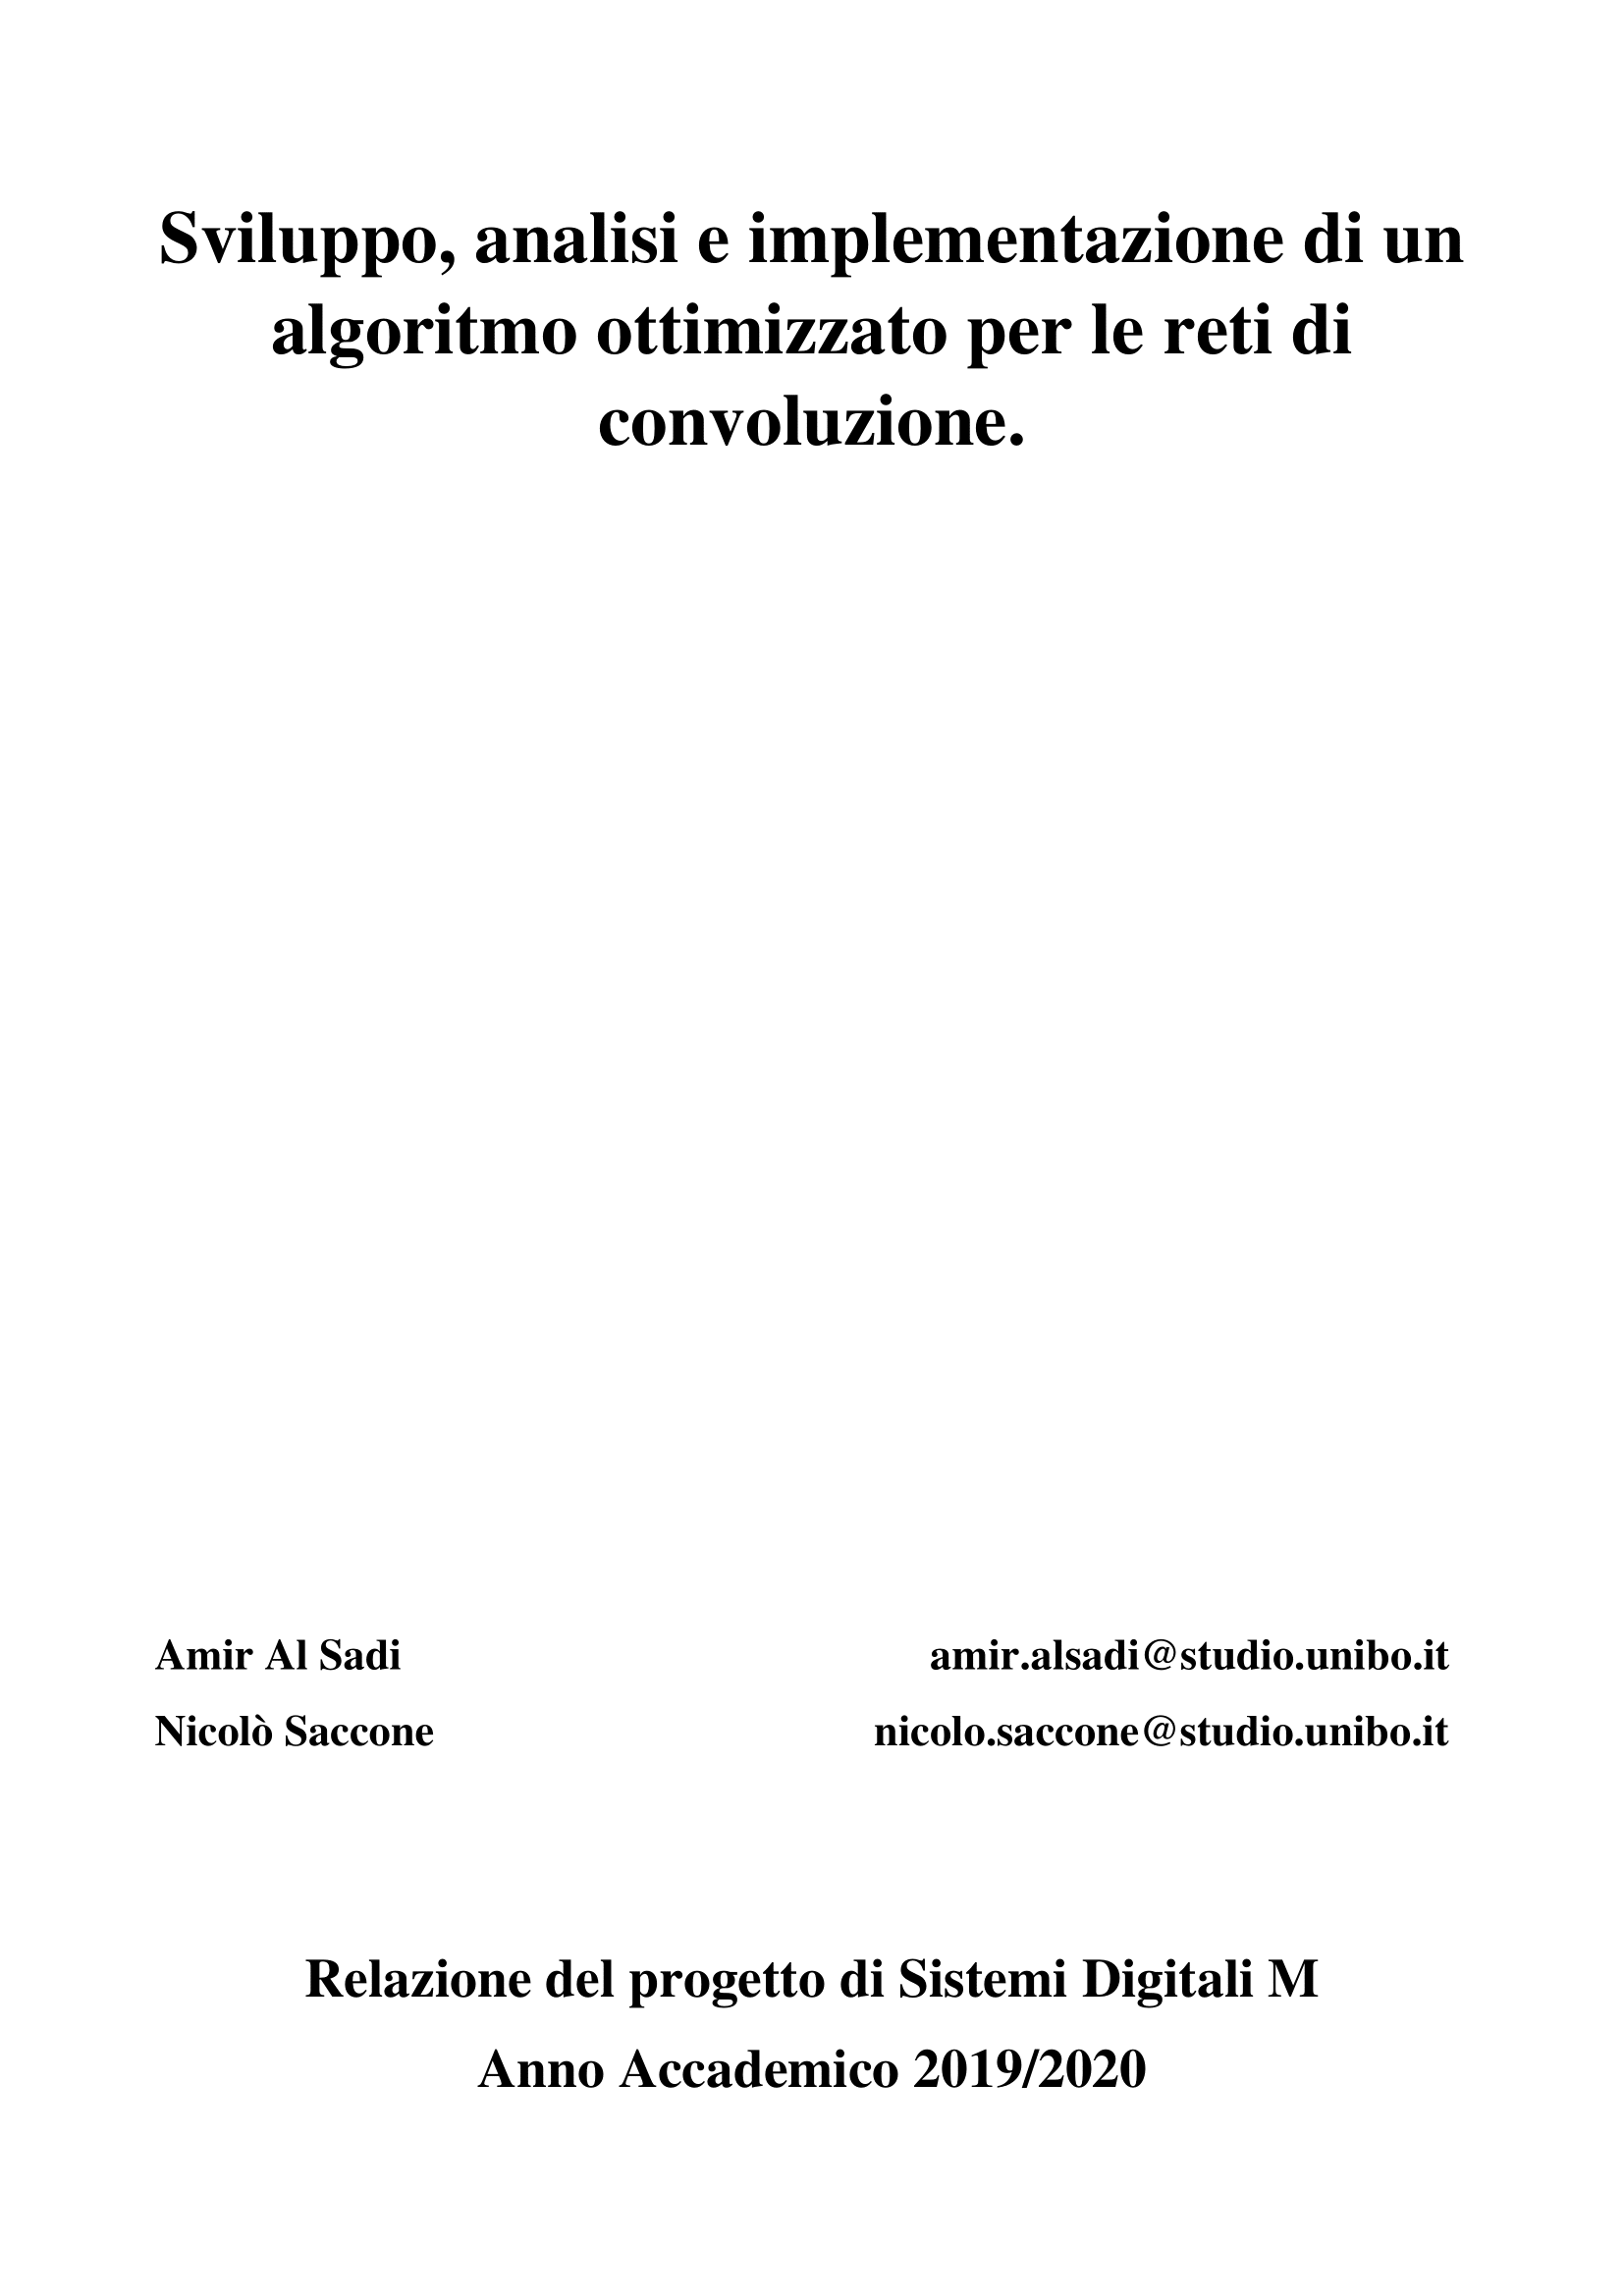 Sviluppo, analisi e implementazione di un
algoritmo ottimizzato per le reti di
convoluzione.
Amir Al Sadi amir.alsadi@studio.unibo.it
Nicolò Saccone nicolo.saccone@studio.unibo.it
Relazione del progetto di Sistemi Digitali M
Anno Accademico 2019/2020